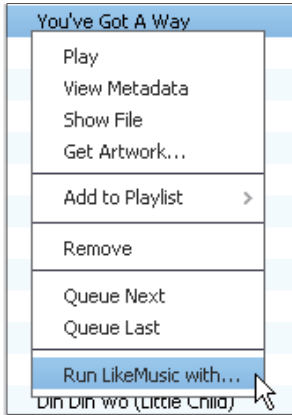 You've Got A Way
Play
View Metadata
Show File
Get Artwork...
Add to Playlist
Remove
Queue Next
Queue Last
Run LikeMusic with...
Din Din Wo (Little Child)